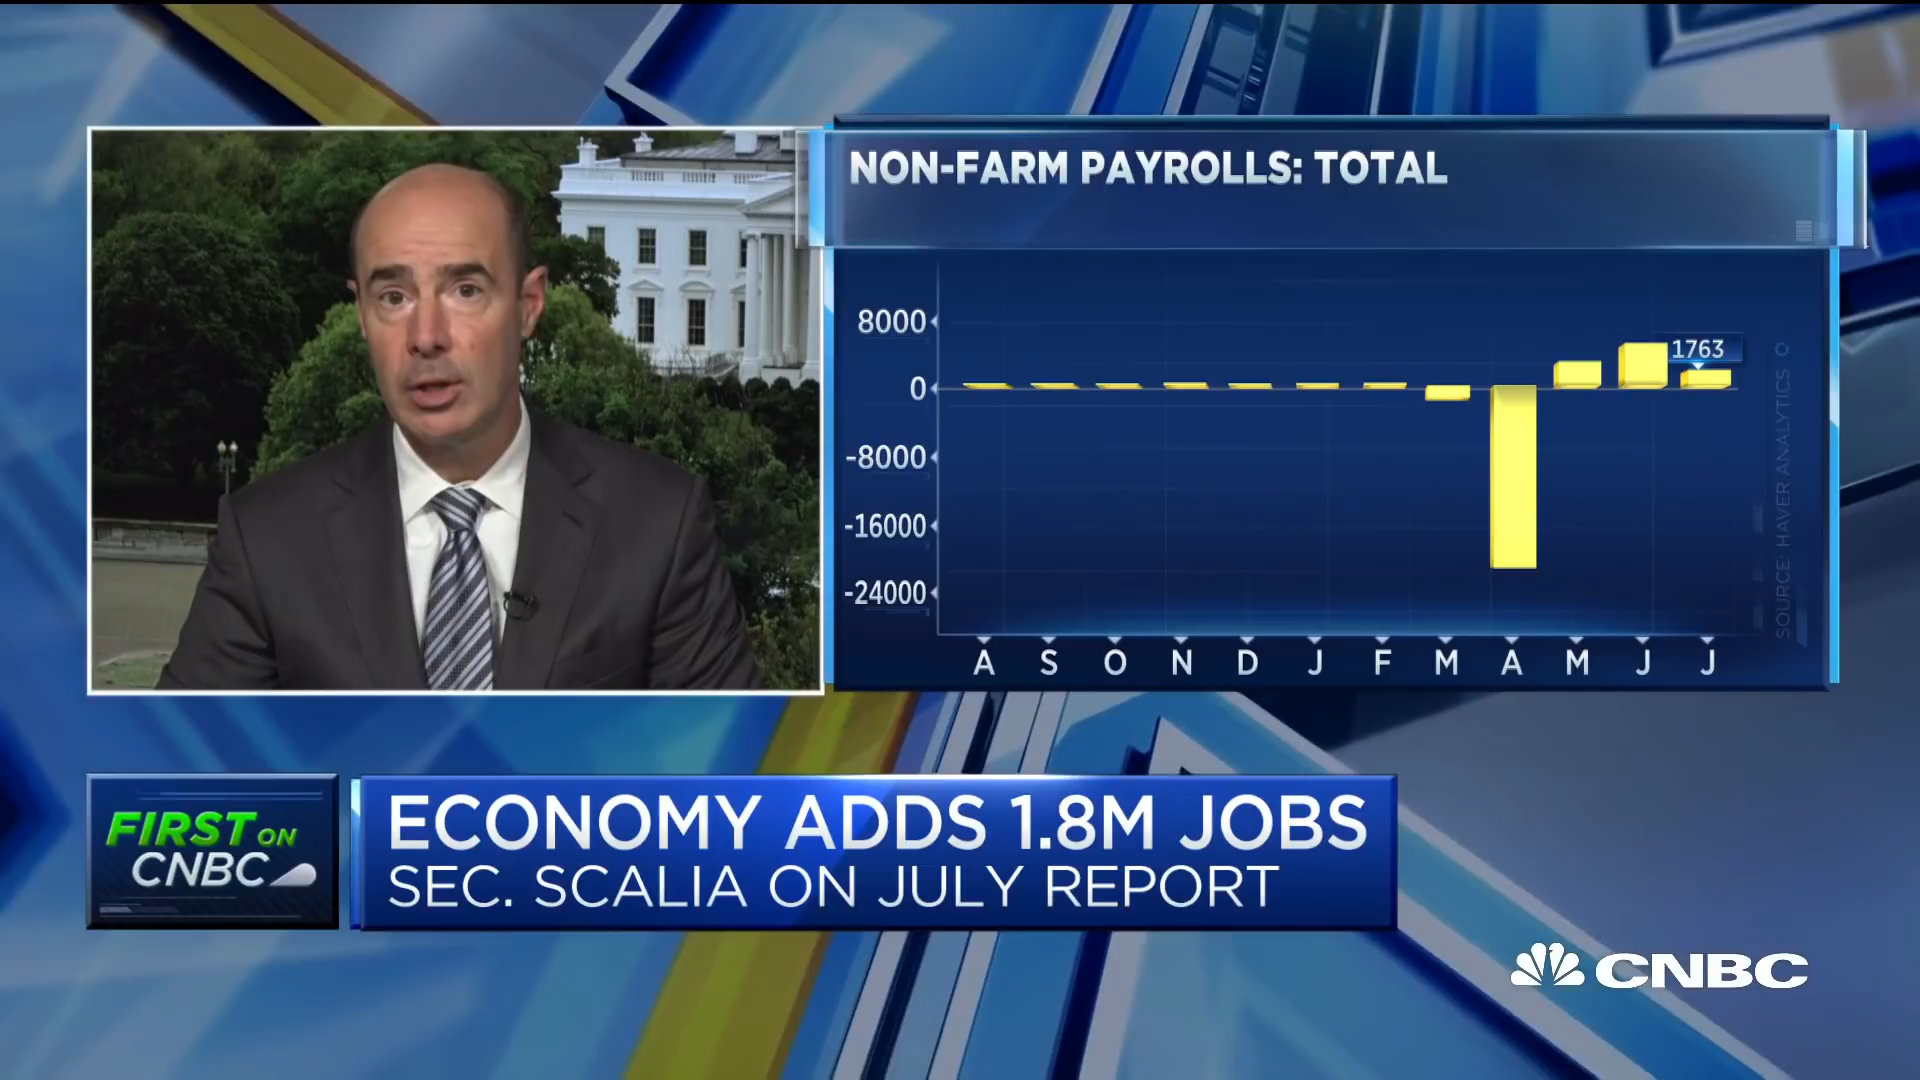 NON-FARM PAYROLLS: TOTAL
8000
0
-8000
-16000
-24000
1763
A S O N D J F M A M J J
SOURCE: HAVER ANALYTICS
FIRST ON
CNBC
ECONOMY ADDS 1.8M JOBS
SEC. SCALIA ON JULY REPORT
CNBC